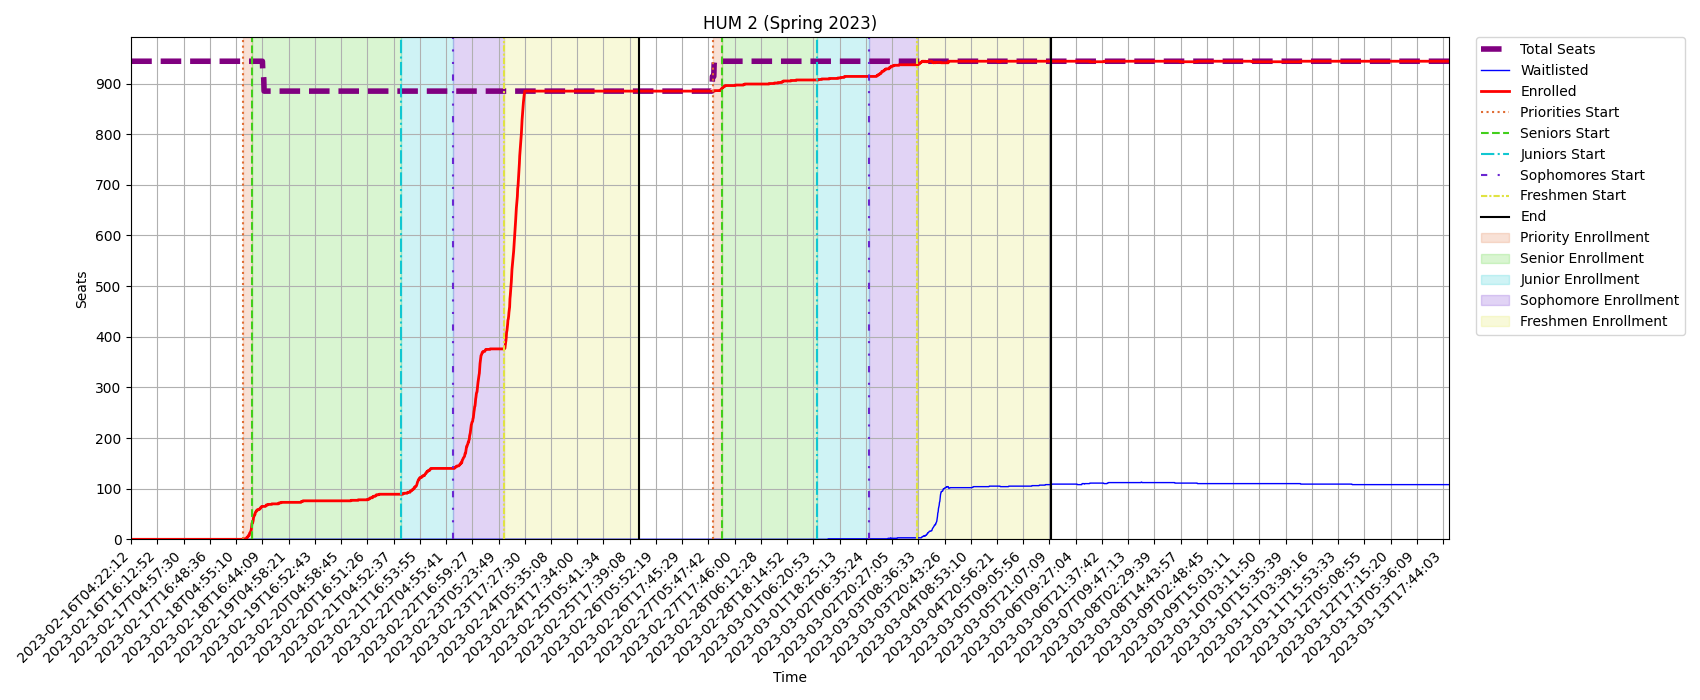 HUM 2 (Spring 2023)
Seats
900
800
700
600
500
400
300
200
100
0
2023-02-16T04:22:12
2023-02-16T16:12:52
2023-02-17T04:57:30
2023-02-17T16:48:36
2023-02-18T04:55:10
2023-02-18T16:44:09
2023-02-19T04:58:21
2023-02-19T16:52:43
2023-02-20T04:58:45
2023-02-20T16:51:26
2023-02-21T04:52:37
2023-02-21T16:53:55
2023-02-22T04:55:41
2023-02-22T16:59:27
2023-02-23T05:23:49
2023-02-23T17:27:30
2023-02-24T05:35:08
2023-02-24T17:34:00
2023-02-25T05:41:34
2023-02-25T17:39:08
2023-02-26T05:52:19
2023-02-26T17:45:29
2023-02-27T05:47:42
2023-02-27T17:46:00
2023-02-28T06:12:28
2023-02-28T18:14:52
2023-03-01T06:20:53
2023-03-01T18:25:13
2023-03-02T06:35:24
2023-03-02T20:27:05
2023-03-03T08:36:33
2023-03-03T20:43:26
2023-03-04T08:53:10
2023-03-04T20:56:21
2023-03-05T09:05:56
2023-03-05T21:07:09
2023-03-06T09:27:04
2023-03-06T21:37:42
2023-03-07T09:47:13
2023-03-08T02:29:39
2023-03-08T14:43:57
2023-03-09T02:48:45
2023-03-09T15:03:11
2023-03-10T03:11:50
2023-03-10T15:35:39
2023-03-11T03:39:16
2023-03-11T15:53:33
2023-03-12T05:08:55
2023-03-12T17:15:20
2023-03-13T05:36:09
2023-03-13T17:44:03
Time
Total Seats
Waitlisted
Enrolled
Priorities Start
Seniors Start
Juniors Start
Sophomores Start
Freshmen Start
End
Priority Enrollment
Senior Enrollment
Junior Enrollment
Sophomore Enrollment
Freshmen Enrollment